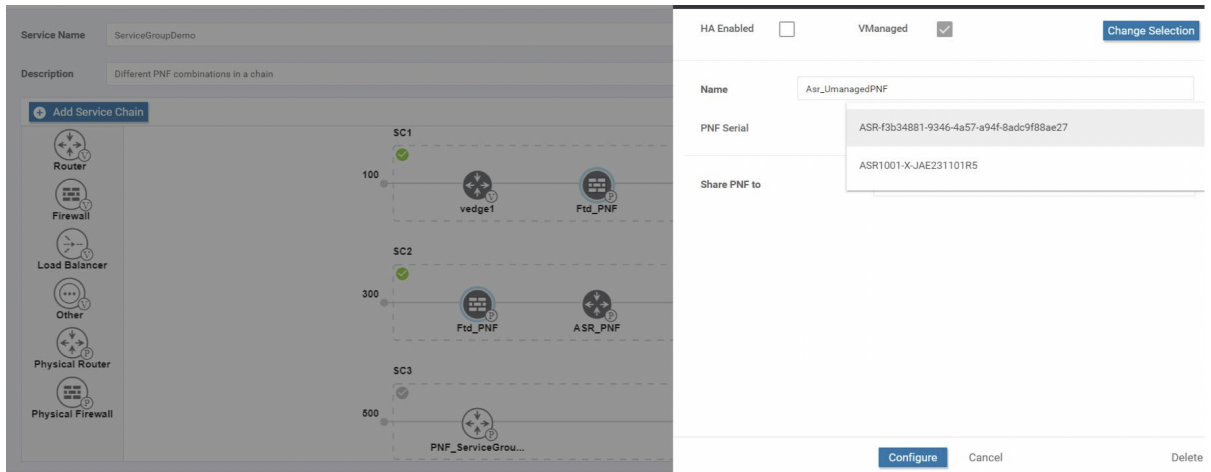 Service Name
ServiceGroupDemo
Description
Different PNF combinations in a chain
Add Service Chain
Router
V
Firewall
V
Load Balancer
V
Other
V
Physical Router
P
Physical Firewall
P
SC1
100
vedge1
V
Ftd_PNF
P
SC2
300
Ftd_PNF
P
ASR_PNF
P
SC3
500
PNF_ServiceGrou...
P
HA Enabled
VManaged
Change Selection
Name
Asr_UmanagedPNF
PNF Serial
ASR-f3b34881-9346-4a57-a94f-8adc9f88ae27
ASR1001-X-JAE231101R5
Share PNF to
Configure
Cancel
Delete